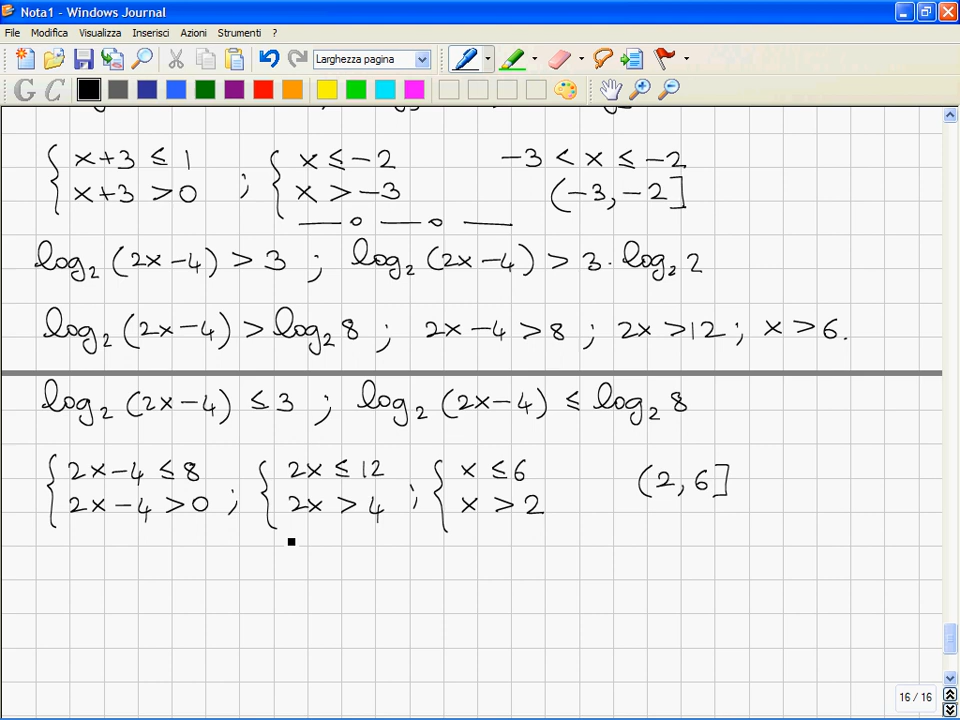 Nota1 - Windows Journal
File Modifica Visualizza Inserisci Azioni Strumenti ?
Larghezza pagina
G C
{ x+3 ≤ 1 ; { x ≤ -2 -3 < x ≤ -2
x+3 > 0 x > -3 (-3, -2]
log₂ (2x-4) > 3 ; log₂ (2x-4) > 3 · log₂ 2
log₂ (2x-4) > log₂ 8 ; 2x-4 > 8 ; 2x > 12 ; x > 6.
log₂ (2x-4) ≤ 3 ; log₂ (2x-4) ≤ log₂ 8
{ 2x-4 ≤ 8 ; { 2x ≤ 12 ; { x ≤ 6 (2, 6]
2x-4 > 0 2x > 4 x > 2
16 / 16